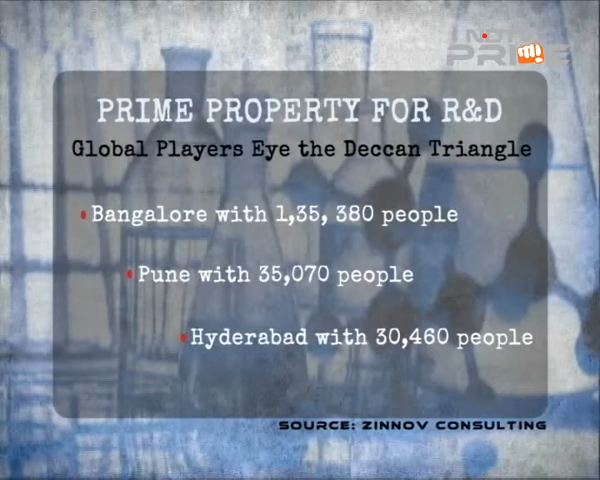 PRIME PROPERTY FOR R&D
Global Players Eye the Deccan Triangle
Bangalore with 1,35, 380 people
Pune with 35,070 people
Hyderabad with 30,460 people
SOURCE: ZINNOV CONSULTING